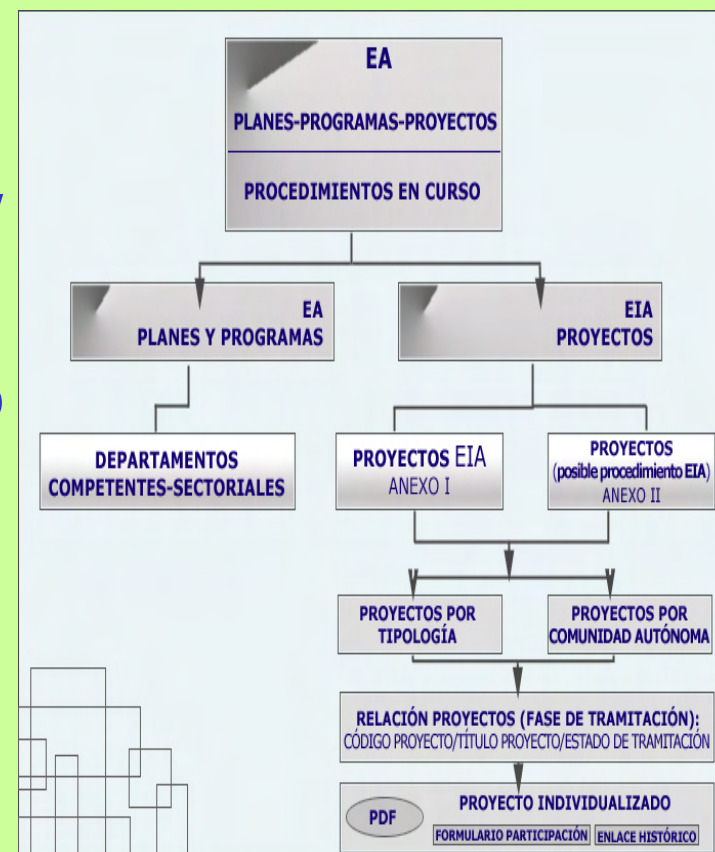 EA
PLANES-PROGRAMAS-PROYECTOS
PROCEDIMIENTOS EN CURSO
EA
PLANES Y PROGRAMAS
EIA
PROYECTOS
DEPARTAMENTOS
COMPETENTES-SECTORIALES
PROYECTOS EIA
ANEXO I
PROYECTOS
(posible procedimiento EIA)
ANEXO II
PROYECTOS POR
TIPOLOGÍA
PROYECTOS POR
COMUNIDAD AUTÓNOMA
RELACIÓN PROYECTOS (FASE DE TRAMITACIÓN):
CÓDIGO PROYECTO/TÍTULO PROYECTO/ESTADO DE TRAMITACIÓN
PDF
PROYECTO INDIVIDUALIZADO
FORMULARIO PARTICIPACIÓN
ENLACE HISTÓRICO